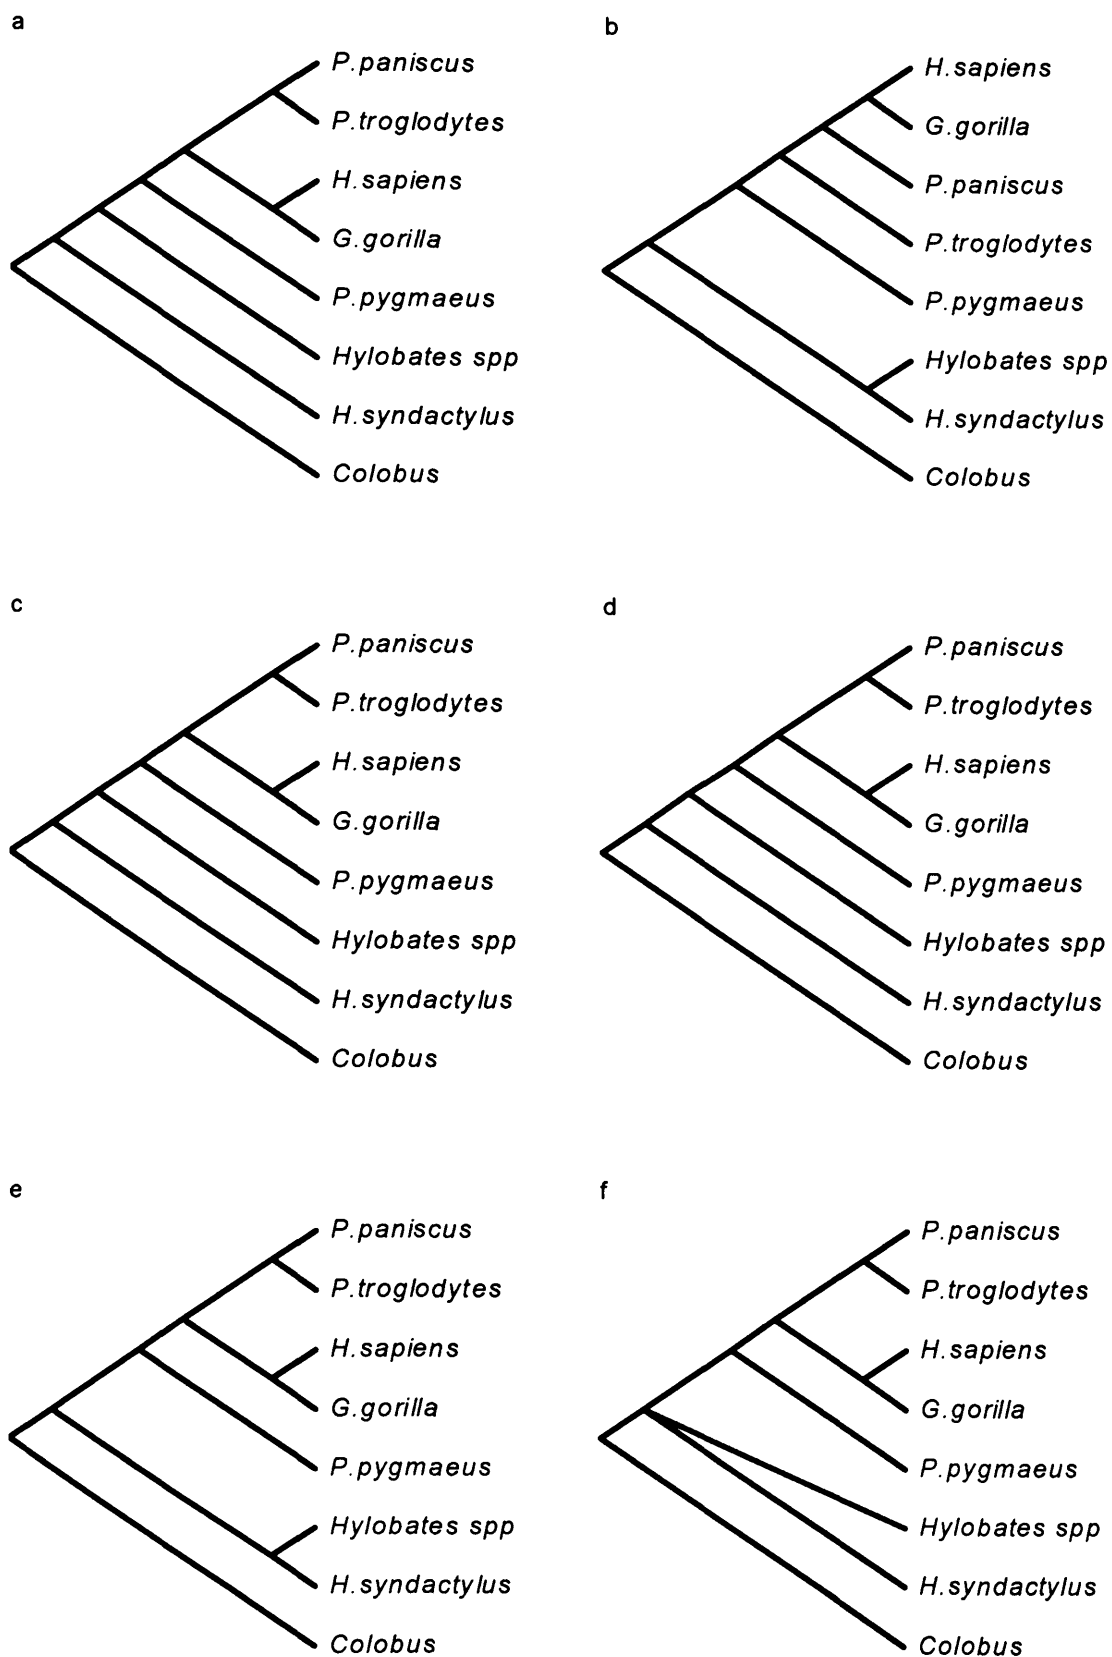 a
P.paniscus
P.troglodytes
H.sapiens
G.gorilla
P.pygmaeus
Hylobates spp
H.syndactylus
Colobus
b
H.sapiens
G.gorilla
P.paniscus
P.troglodytes
P.pygmaeus
Hylobates spp
H.syndactylus
Colobus
c
P.paniscus
P.troglodytes
H.sapiens
G.gorilla
P.pygmaeus
Hylobates spp
H.syndactylus
Colobus
d
P.paniscus
P.troglodytes
H.sapiens
G.gorilla
P.pygmaeus
Hylobates spp
H.syndactylus
Colobus
e
P.paniscus
P.troglodytes
H.sapiens
G.gorilla
P.pygmaeus
Hylobates spp
H.syndactylus
Colobus
f
P.paniscus
P.troglodytes
H.sapiens
G.gorilla
P.pygmaeus
Hylobates spp
H.syndactylus
Colobus